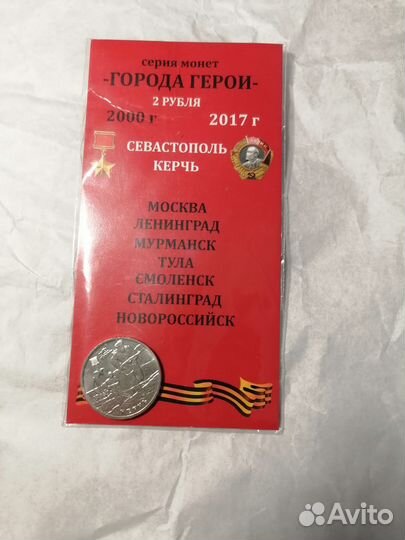 серия монет
-ГОРОДА ГЕРОИ-
2 РУБЛЯ
2000 г 2017 г
СЕВАСТОПОЛЬ
КЕРЧЬ
МОСКВА
ЛЕНИНГРАД
МУРМАНСК
ТУЛА
СМОЛЕНСК
СТАЛИНГРАД
НОВОРОССИЙСК
Avito